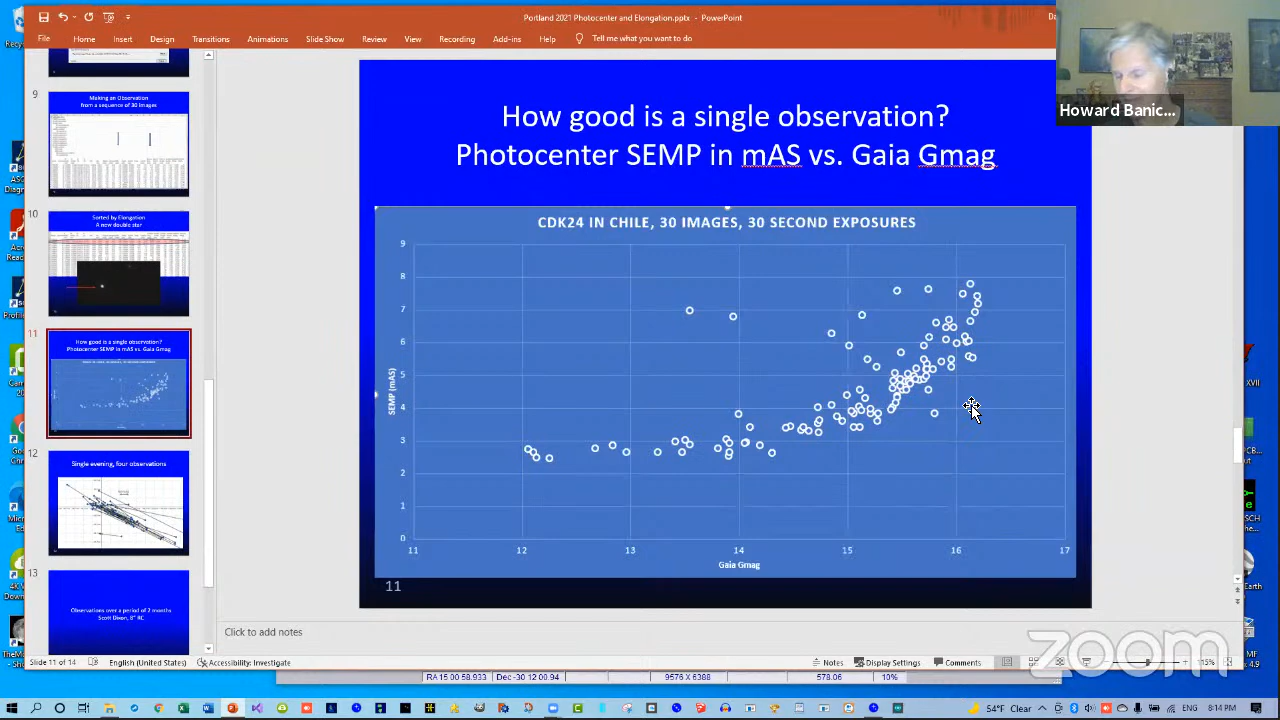 Portland 2021 Photocenter and Elongation.pptx - PowerPoint
File Home Insert Design Transitions Animations Slide Show Review View Recording Add-ins Help Tell me what you want to do
Howard Banic...
9
Making an Observation
from a sequence of 30 Images
10
Sorted by Elongation
A new double star
11
How good is a single observation?
Photocenter SEMP in mAS vs. Gaia Gmag
12
Single evening, four observations
13
Observations over a period of 2 months
Scott Dixon, 8" RC
How good is a single observation?
Photocenter SEMP in mAS vs. Gaia Gmag
CDK24 IN CHILE, 30 IMAGES, 30 SECOND EXPOSURES
9
8
7
6
5
4
3
2
1
0
SEMP (mAS)
11 12 13 14 15 16 17
Gaia Gmag
11
Click to add notes
zoom
Slide 11 of 14 English (United States) Accessibility: Investigate Notes Display Settings Comments 115%
RA 15 00 58.933 Dec -30 12 00.94 9576 X 6388 578.06 10%
54°F Clear 8:14 PM